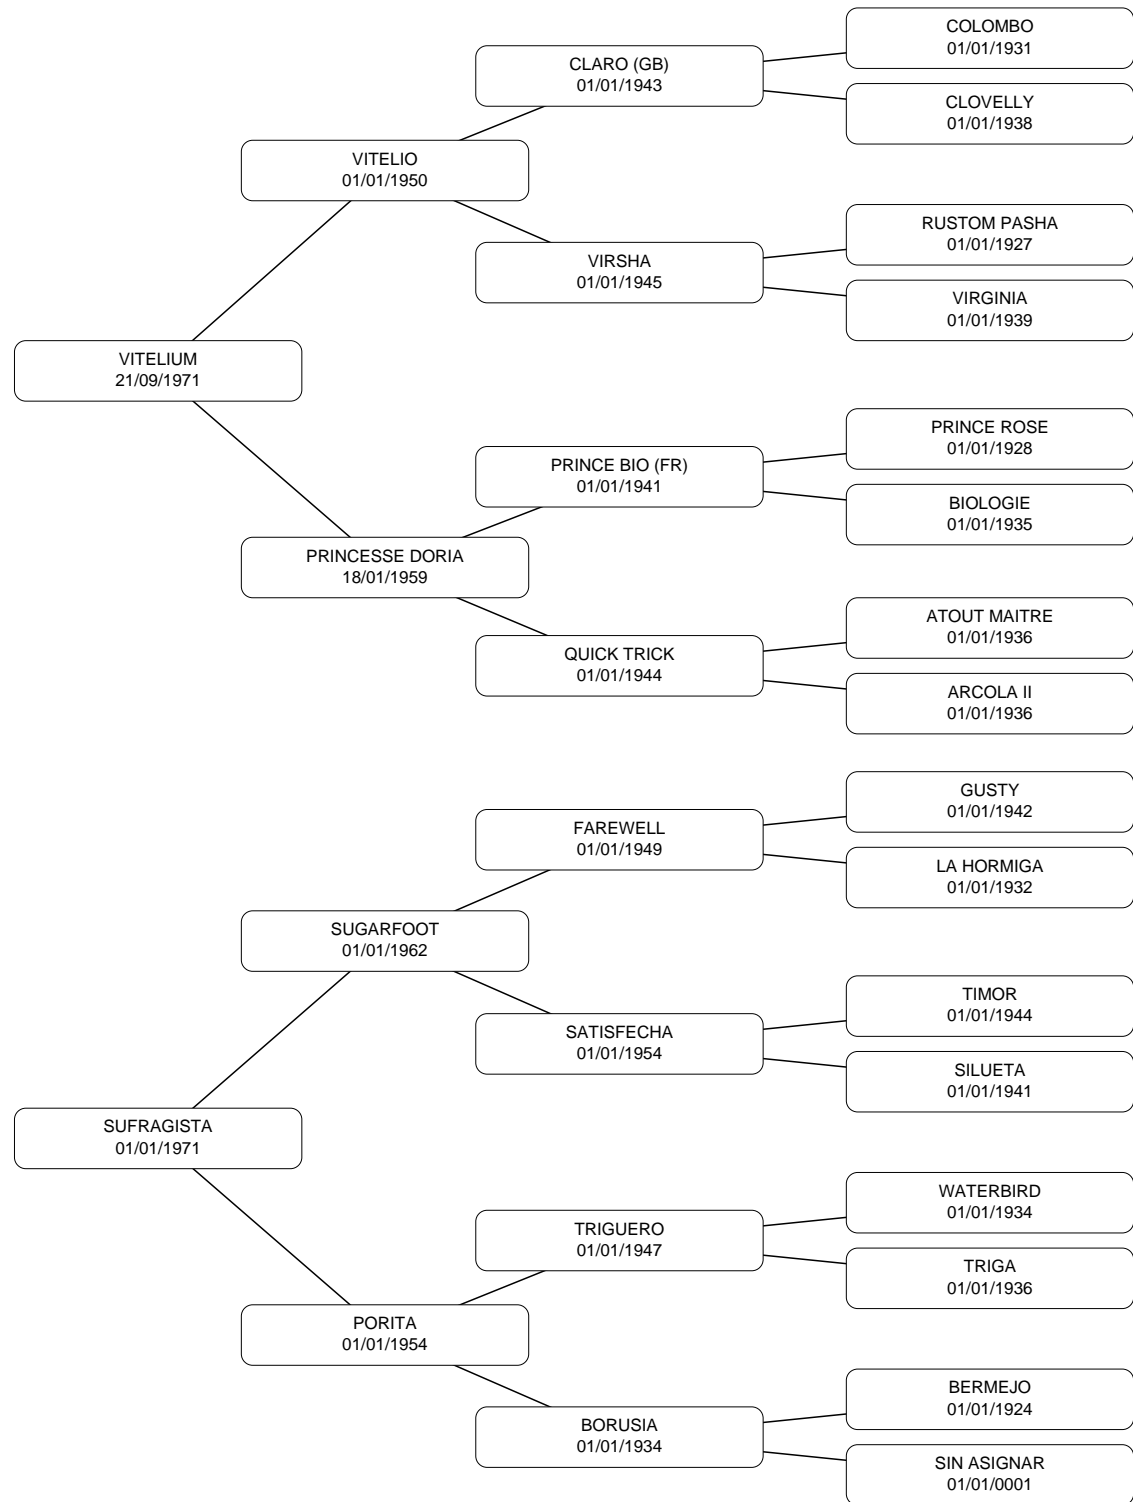 COLOMBO
01/01/1931
CLARO (GB)
01/01/1943
CLOVELLY
01/01/1938
VITELIO
01/01/1950
RUSTOM PASHA
01/01/1927
VIRSHA
01/01/1945
VIRGINIA
01/01/1939
VITELIUM
21/09/1971
PRINCE ROSE
01/01/1928
PRINCE BIO (FR)
01/01/1941
BIOLOGIE
01/01/1935
PRINCESSE DORIA
18/01/1959
ATOUT MAITRE
01/01/1936
QUICK TRICK
01/01/1944
ARCOLA II
01/01/1936
GUSTY
01/01/1942
FAREWELL
01/01/1949
LA HORMIGA
01/01/1932
SUGARFOOT
01/01/1962
TIMOR
01/01/1944
SATISFECHA
01/01/1954
SILUETA
01/01/1941
SUFRAGISTA
01/01/1971
WATERBIRD
01/01/1934
TRIGUERO
01/01/1947
TRIGA
01/01/1936
PORITA
01/01/1954
BERMEJO
01/01/1924
BORUSIA
01/01/1934
SIN ASIGNAR
01/01/0001